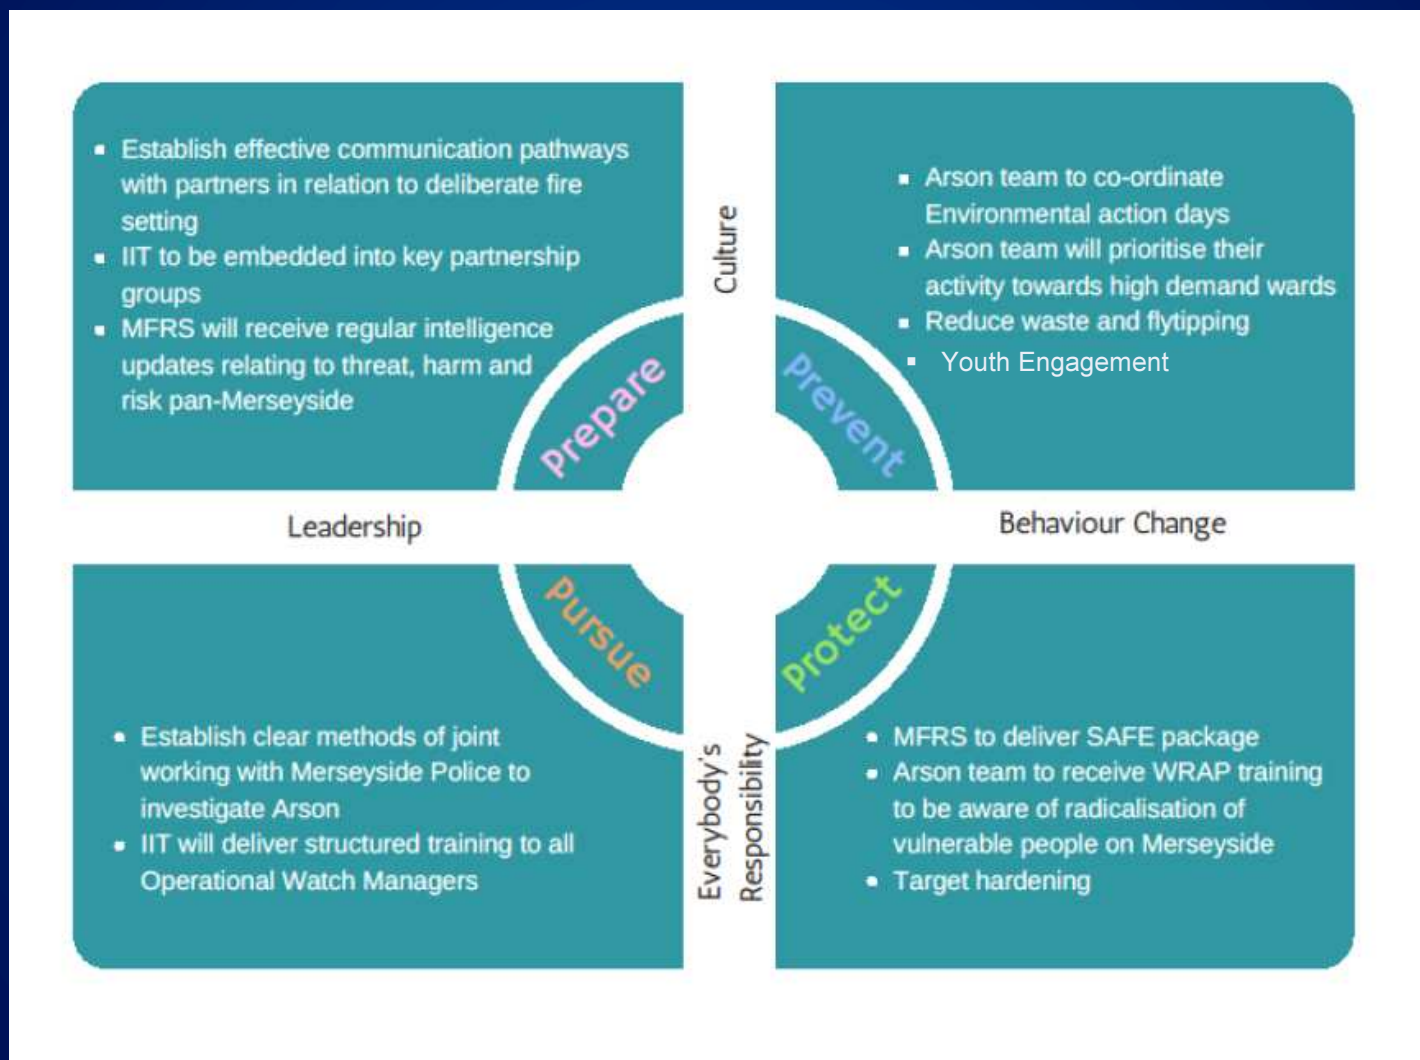 ▪ Establish effective communication pathways
with partners in relation to deliberate fire
setting
▪ IIT to be embedded into key partnership
groups
▪ MFRS will receive regular intelligence
updates relating to threat, harm and
risk pan-Merseyside
Prepare
Culture
▪ Arson team to co-ordinate
Environmental action days
▪ Arson team will prioritise their
activity towards high demand wards
▪ Reduce waste and flytipping
▪ Youth Engagement
Prevent
Leadership
Behaviour Change
Pursue
• Establish clear methods of joint
working with Merseyside Police to
investigate Arson
• IIT will deliver structured training to all
Operational Watch Managers
Everybody's
Responsibility
Protect
• MFRS to deliver SAFE package
• Arson team to receive WRAP training
to be aware of radicalisation of
vulnerable people on Merseyside
• Target hardening